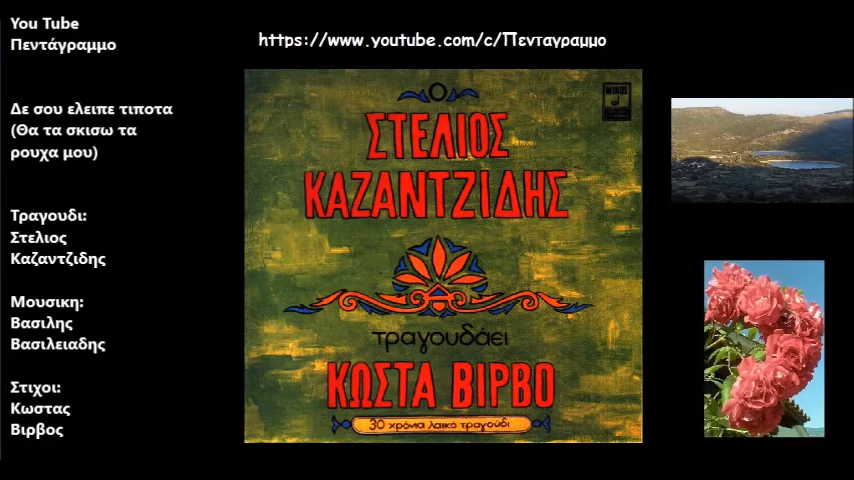 You Tube
Πεντάγραμμο
https://www.youtube.com/c/Πενταγραμμο
Δε σου ελειπε τιποτα
(Θα τα σκισω τα
ρουχα μου)
Τραγουδι:
Στελιος
Καζαντζιδης
Μουσικη:
Βασιλης
Βασιλειαδης
Στιχοι:
Κωστας
Βιρβος
Ο
ΣΤΕΛΙΟΣ
ΚΑΖΑΝΤΖΙΔΗΣ
τραγουδάει
ΚΩΣΤΑ ΒΙΡΒΟ
30 χρόνια λαϊκό τραγούδι